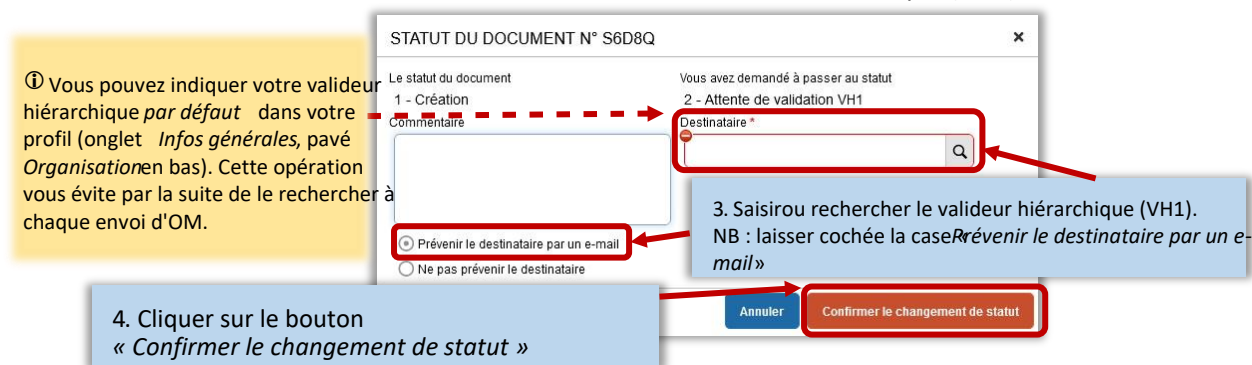 STATUT DU DOCUMENT N° S6D8Q ×
ⓘ Vous pouvez indiquer votre valideur
hiérarchique par défaut dans votre
profil (onglet Infos générales, pavé
Organisationen bas). Cette opération
vous évite par la suite de le rechercher à
chaque envoi d'OM.
Le statut du document
1 - Création
Commentaire
Vous avez demandé à passer au statut
2 - Attente de validation VH1
Destinataire *
3. Saisirou rechercher le valideur hiérarchique (VH1).
NB : laisser cochée la case« Prévenir le destinataire par un e-
mail»
Prévenir le destinataire par un e-mail
Ne pas prévenir le destinataire
4. Cliquer sur le bouton
« Confirmer le changement de statut »
Annuler
Confirmer le changement de statut